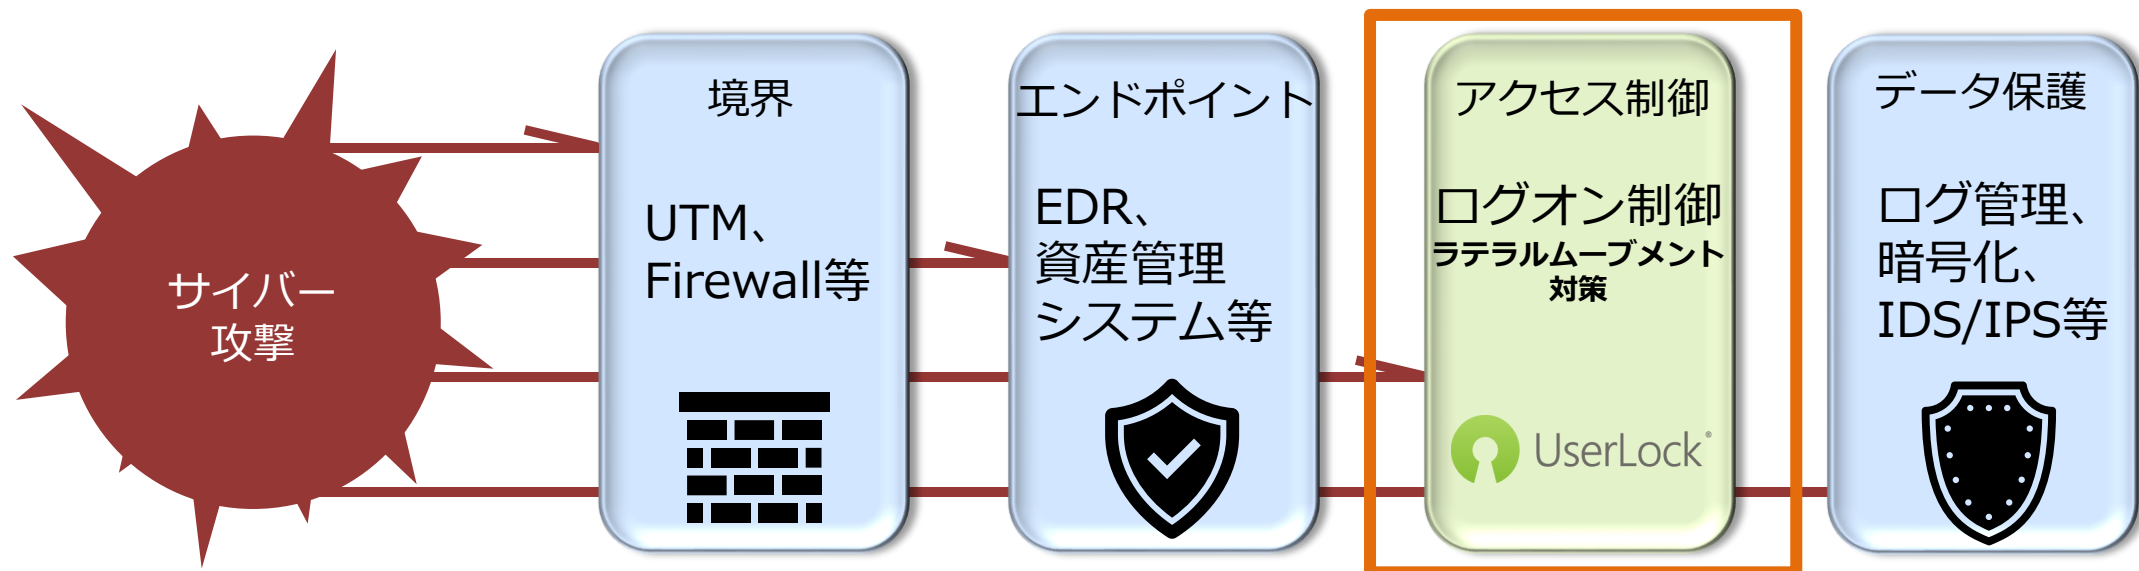 サイバー
攻撃
境界
UTM、
Firewall等
エンドポイント
EDR、
資産管理
システム等
アクセス制御
ログオン制御
ラテラルムーブメント
対策
UserLock®
データ保護
ログ管理、
暗号化、
IDS/IPS等